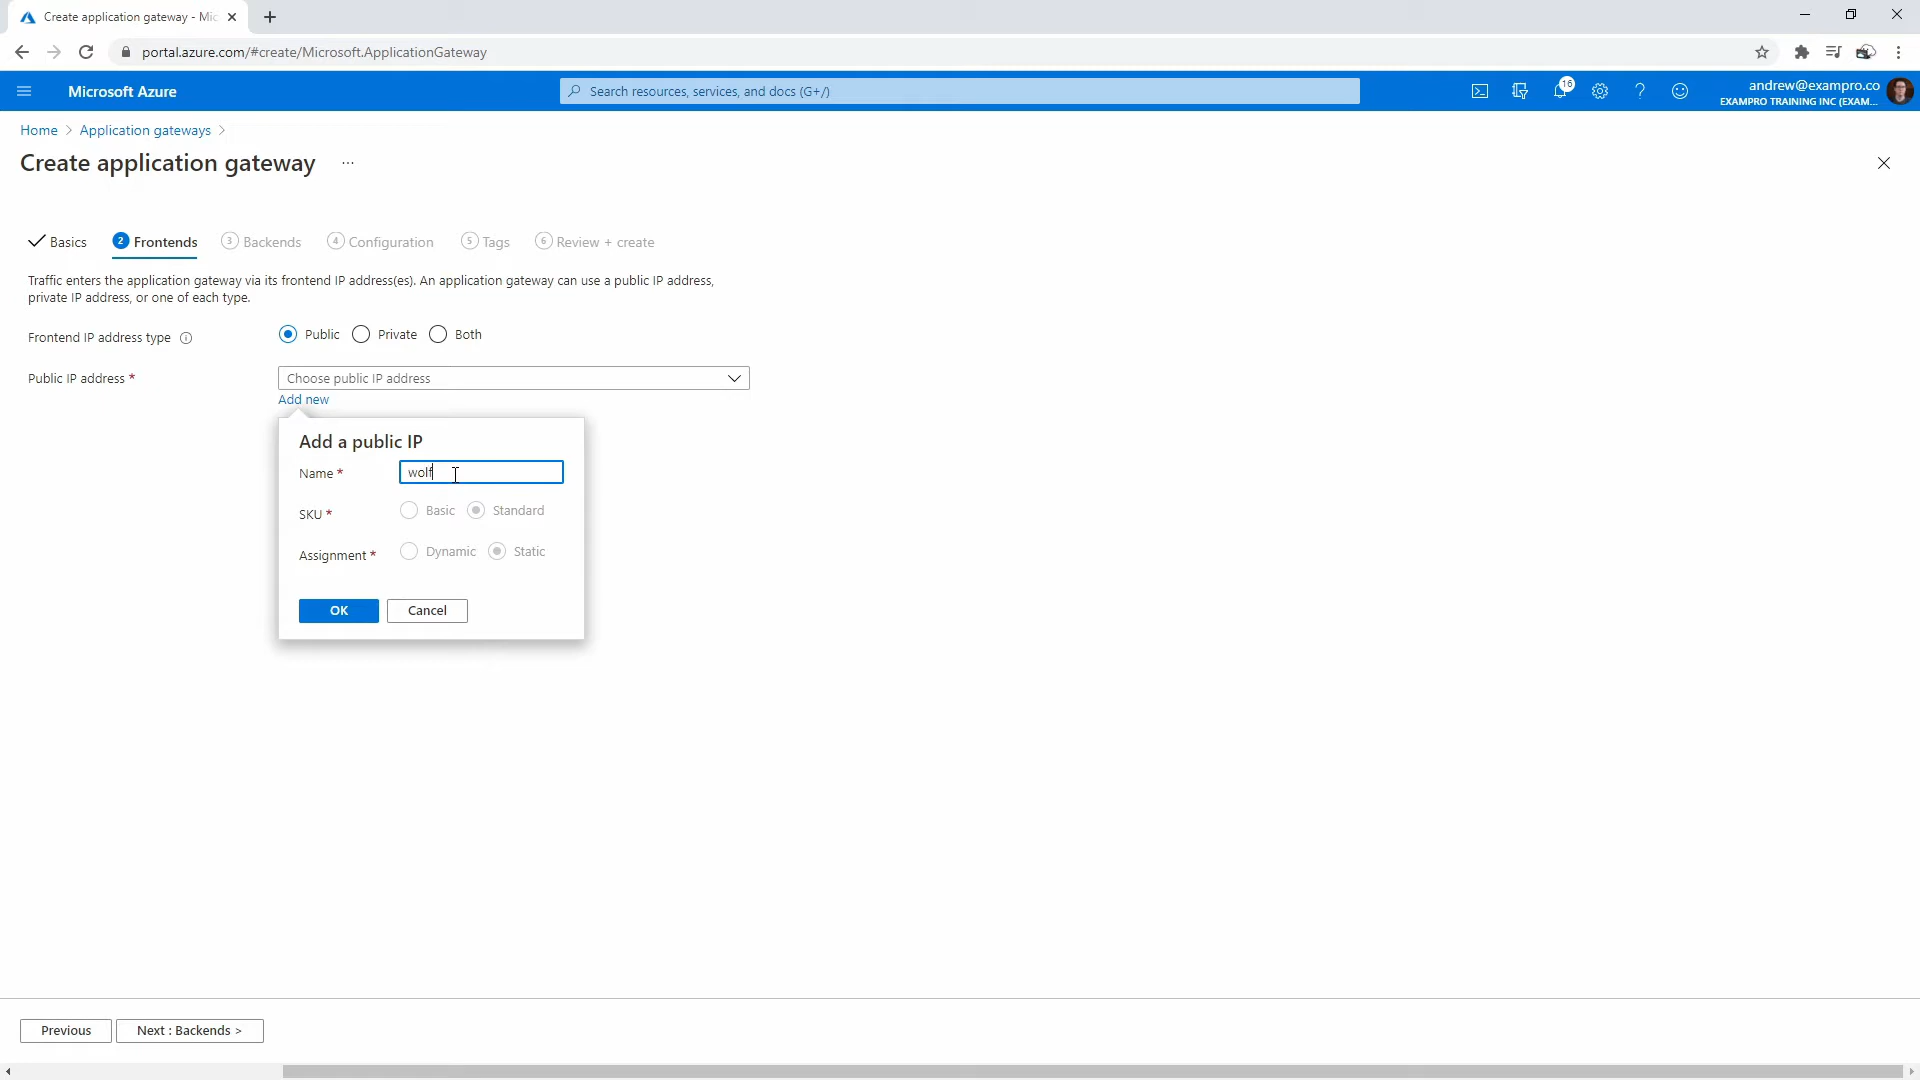 Create application gateway - Mic
portal.azure.com/#create/Microsoft.ApplicationGateway
Microsoft Azure
Search resources, services, and docs (G+/)
16
andrew@exampro.co
EXAMPRO TRAINING INC (EXAM...
Home > Application gateways >
Create application gateway ...
Basics 2 Frontends 3 Backends 4 Configuration 5 Tags 6 Review + create
Traffic enters the application gateway via its frontend IP address(es). An application gateway can use a public IP address,
private IP address, or one of each type.
Frontend IP address type Public Private Both
Public IP address * Choose public IP address
Add new
Add a public IP
Name * wolf
SKU * Basic Standard
Assignment * Dynamic Static
OK Cancel
Previous Next : Backends >